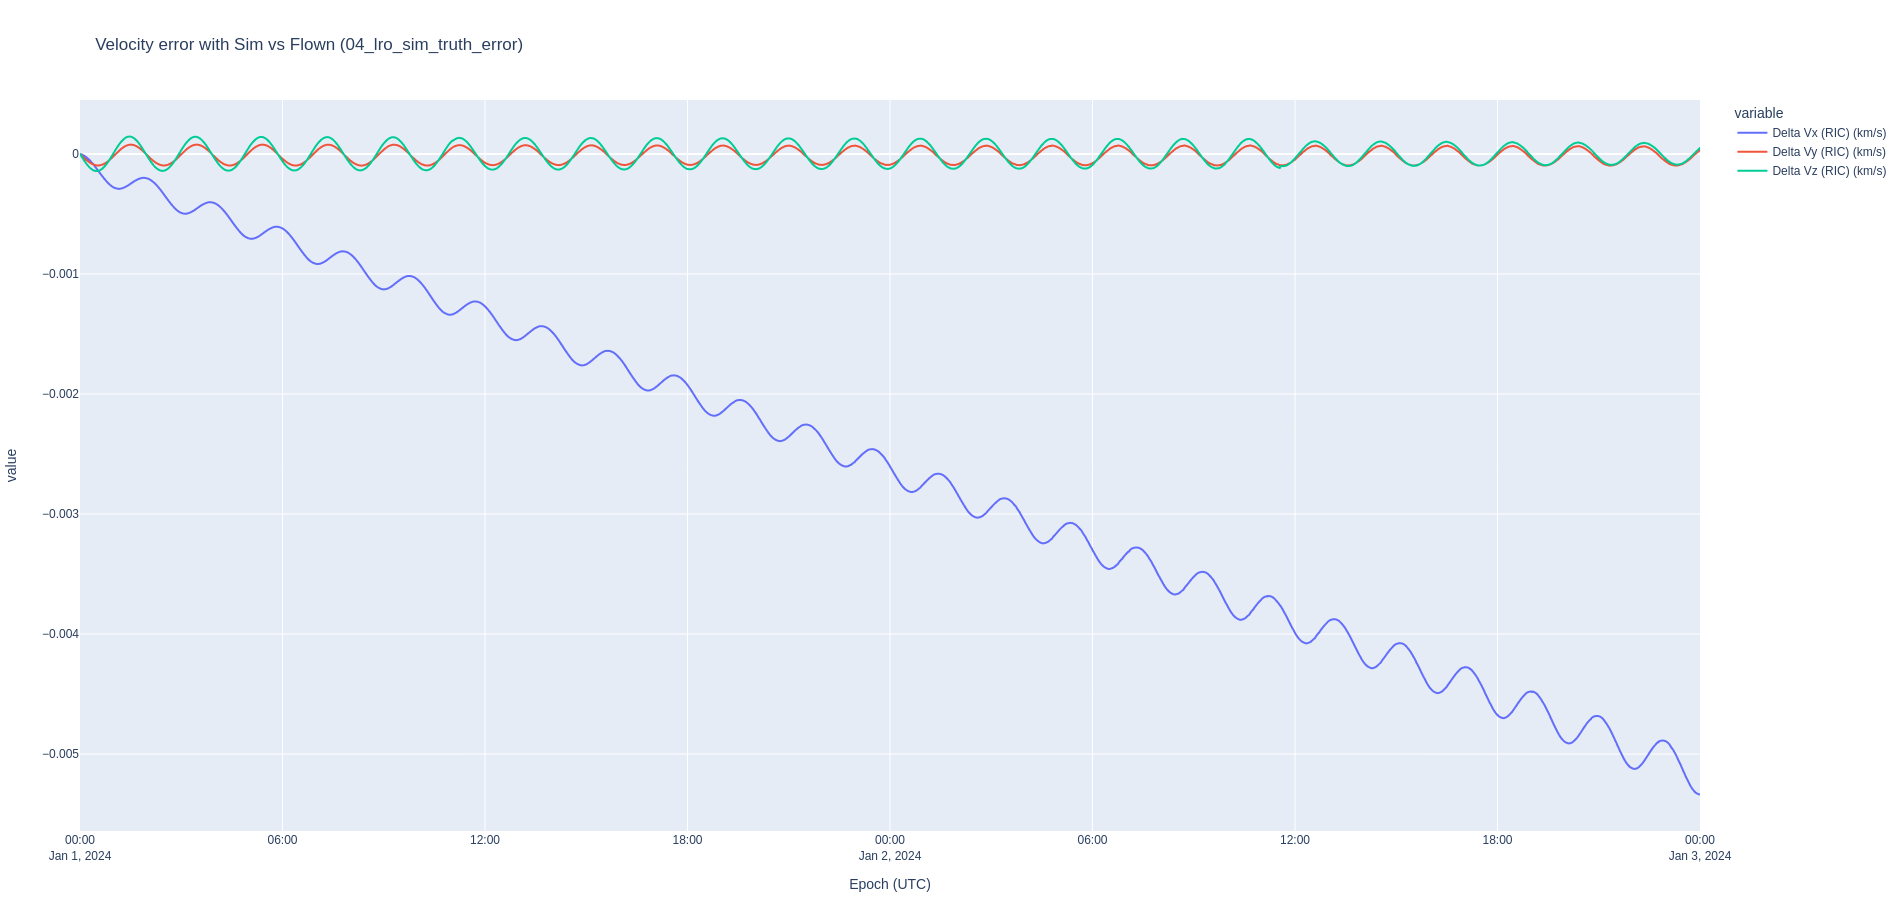 Velocity error with Sim vs Flown (04_lro_sim_truth_error)
variable
Delta Vx (RIC) (km/s)
Delta Vy (RIC) (km/s)
Delta Vz (RIC) (km/s)
value
0
−0.001
−0.002
−0.003
−0.004
−0.005
00:00 06:00 12:00 18:00 00:00 06:00 12:00 18:00 00:00
Jan 1, 2024 Jan 2, 2024 Jan 3, 2024
Epoch (UTC)